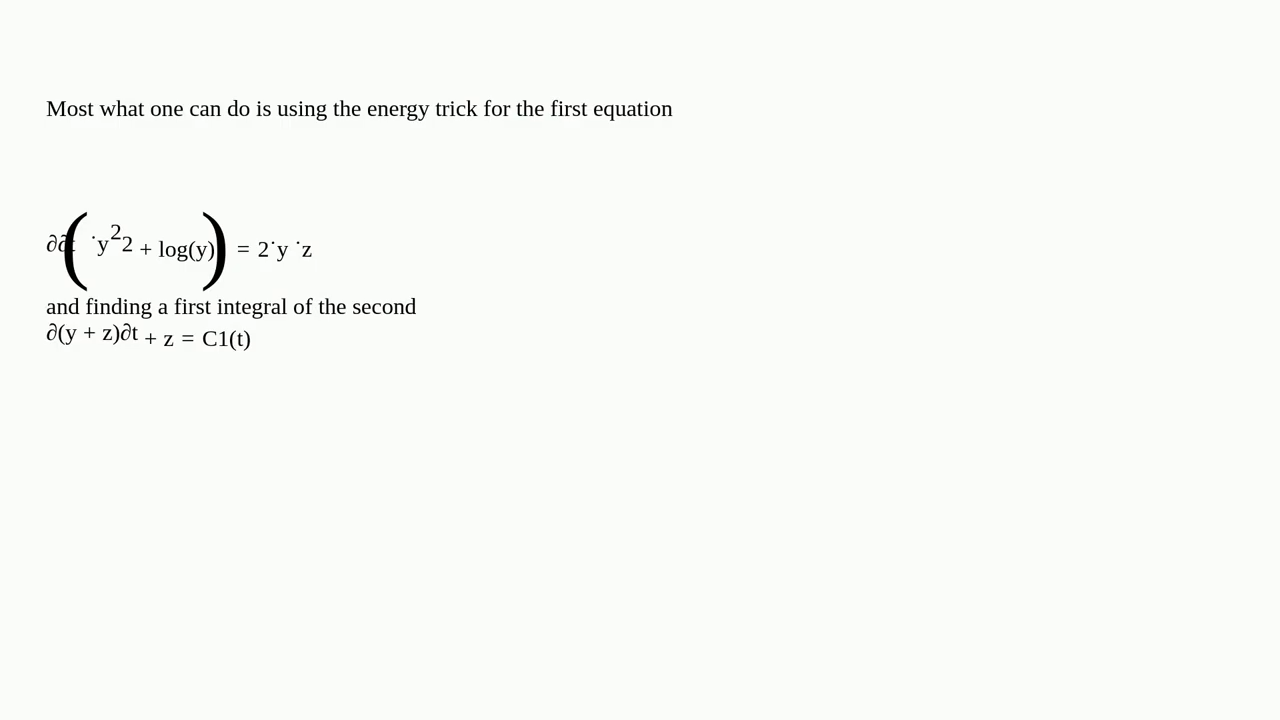 Most what one can do is using the energy trick for the first equation
∂∂t ( ˙y²2 + log(y) ) = 2˙y ˙z
and finding a first integral of the second
∂(y + z)∂t + z = C1(t)